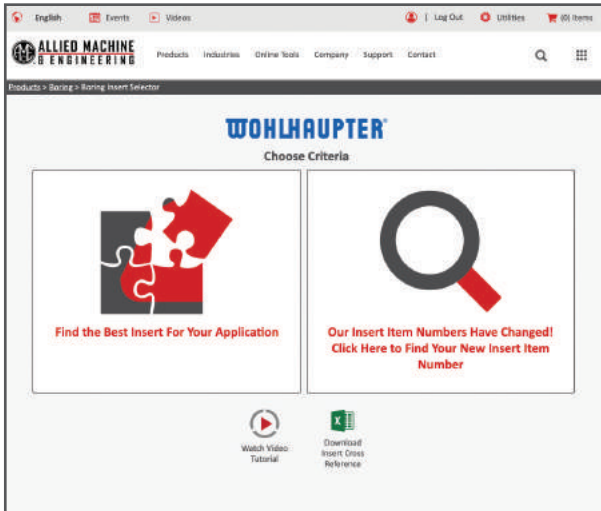 English Events Videos | Log Out Utilities (0) Items
ALLIED MACHINE
& ENGINEERING
Products Industries Online Tools Company Support Contact
Products > Boring > Boring Insert Selector
WOHLHAUPTER®
Choose Criteria
Find the Best Insert For Your Application
Our Insert Item Numbers Have Changed!
Click Here to Find Your New Insert Item
Number
Watch Video
Tutorial
Download
Insert Cross
Reference